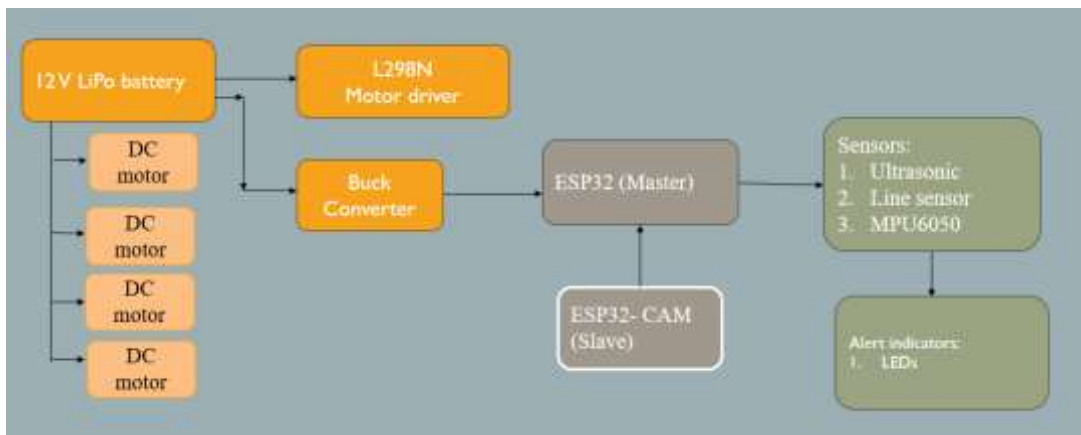 12V LiPo battery
L298N
Motor driver
DC
motor
DC
motor
DC
motor
DC
motor
Buck
Converter
ESP32 (Master)
ESP32- CAM
(Slave)
Sensors:
1. Ultrasonic
2. Line sensor
3. MPU6050
Alert indicators:
1. LEDs